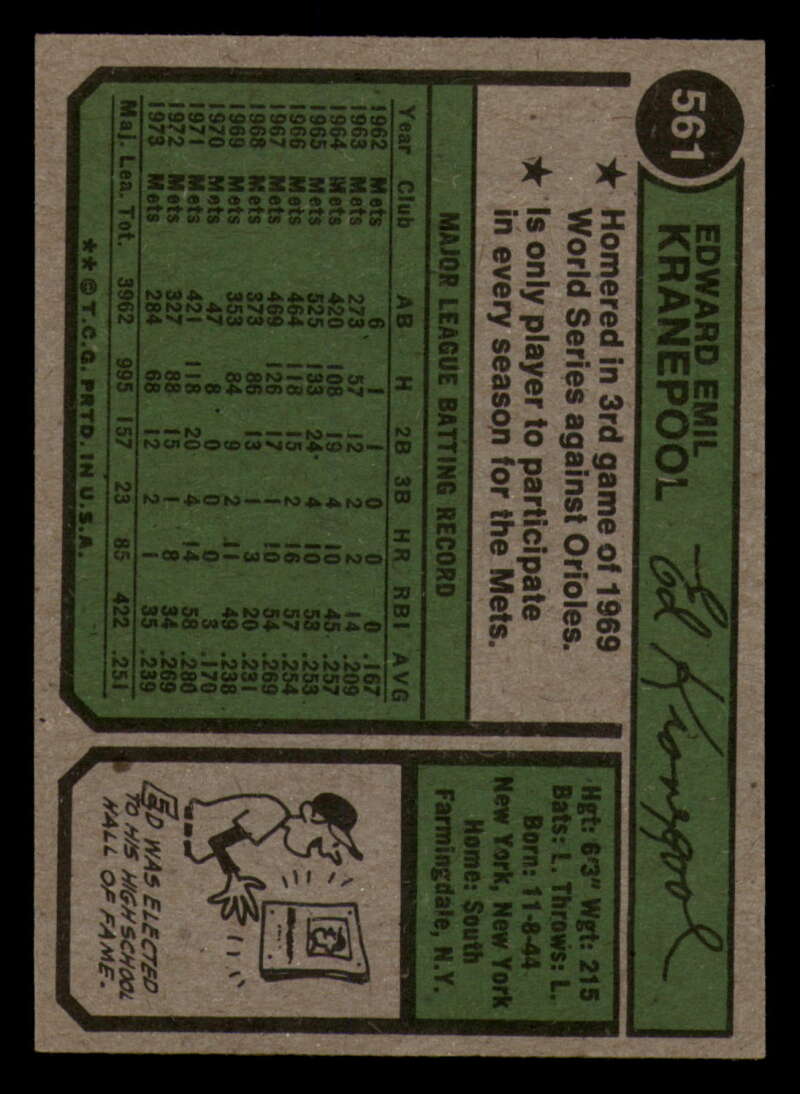 561
EDWARD EMIL
KRANEPOOL
Ed Kranepool
★ Homered in 3rd game of 1969
World Series against Orioles.
★ Is only player to participate
in every season for the Mets.
MAJOR LEAGUE BATTING RECORD
Year Club AB H 2B 3B HR RBI AVG
1962 Mets 6 1 1 0 0 0 .167
1963 Mets 273 57 12 2 2 14 .209
1964 Mets 420 108 19 4 10 45 .257
1965 Mets 525 133 24 4 10 53 .253
1966 Mets 464 118 15 2 16 57 .254
1967 Mets 469 126 17 1 10 54 .269
1968 Mets 373 86 13 1 3 20 .231
1969 Mets 353 84 9 2 11 49 .238
1970 Mets 47 8 0 0 0 3 .170
1971 Mets 421 118 20 4 14 58 .280
1972 Mets 327 88 15 1 8 34 .269
1973 Mets 284 68 12 2 1 35 .239
Maj. Lea. Tot. 3962 995 157 23 85 422 .251
**© T.C.G. PRTD. IN U.S.A.
Hgt: 6'3" Wgt: 215
Bats: L. Throws: L.
Born: 11-8-44
New York, New York
Home: South
Farmingdale, N.Y.
ED WAS ELECTED
TO HIS HIGH SCHOOL
HALL OF FAME.